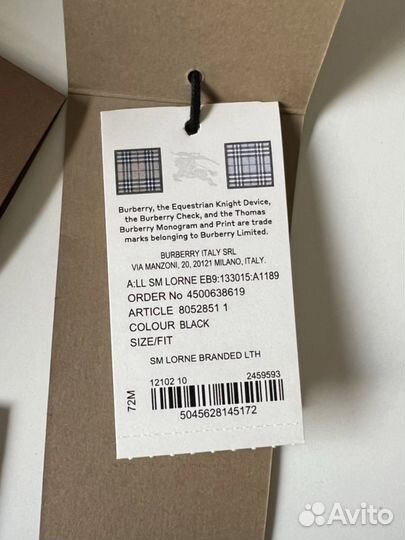 Burberry, the Equestrian Knight Device,
the Burberry Check, and the Thomas
Burberry Monogram and Print are trade
marks belonging to Burberry Limited.
BURBERRY ITALY SRL
VIA MANZONI, 20, 20121 MILANO, ITALY.
A:LL SM LORNE EB9:133015:A1189
ORDER No 4500638619
ARTICLE 8052851 1
COLOUR BLACK
SIZE/FIT
SM LORNE BRANDED LTH
72M
12102 10 2459593
5045628145172
Avito